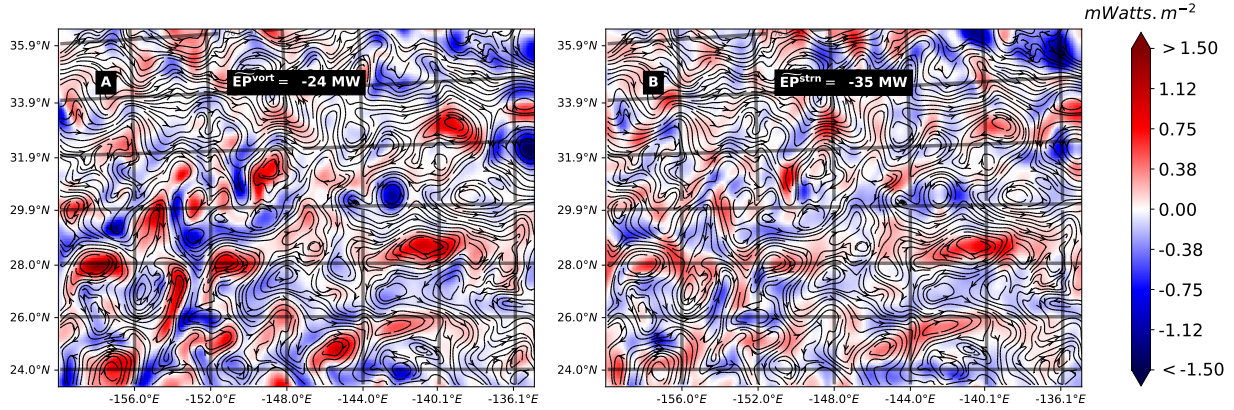 mWatts.m⁻²
A
EPᵛᵒʳᵗ = -24 MW
B
EPˢᵗʳⁿ = -35 MW
35.9°N
33.9°N
31.9°N
29.9°N
28.0°N
26.0°N
24.0°N
-156.0°E
-152.0°E
-148.0°E
-144.0°E
-140.1°E
-136.1°E
35.9°N
33.9°N
31.9°N
29.9°N
28.0°N
26.0°N
24.0°N
-156.0°E
-152.0°E
-148.0°E
-144.0°E
-140.1°E
-136.1°E
> 1.50
1.12
0.75
0.38
0.00
-0.38
-0.75
-1.12
< -1.50